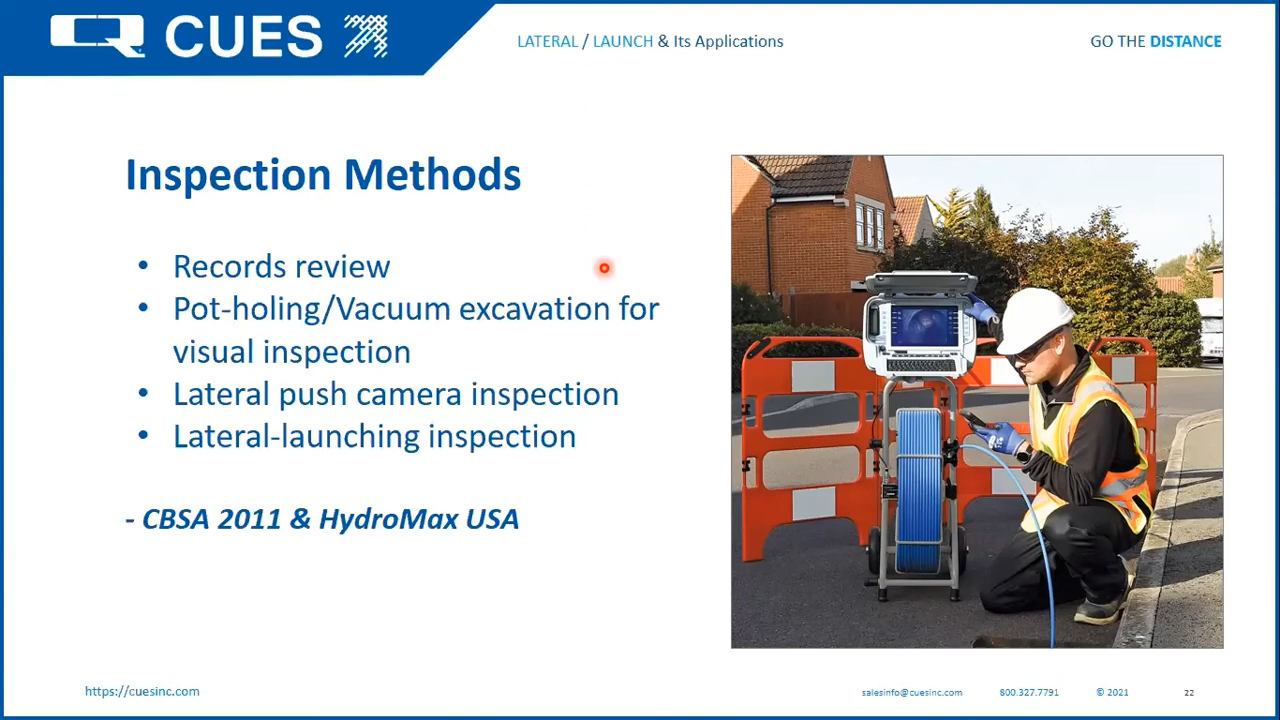 CUES
LATERAL / LAUNCH & Its Applications
GO THE DISTANCE
Inspection Methods
• Records review
• Pot-holing/Vacuum excavation for
visual inspection
• Lateral push camera inspection
• Lateral-launching inspection
- CBSA 2011 & HydroMax USA
https://cuesinc.com
salesinfo@cuesinc.com
800.327.7791
© 2021
22